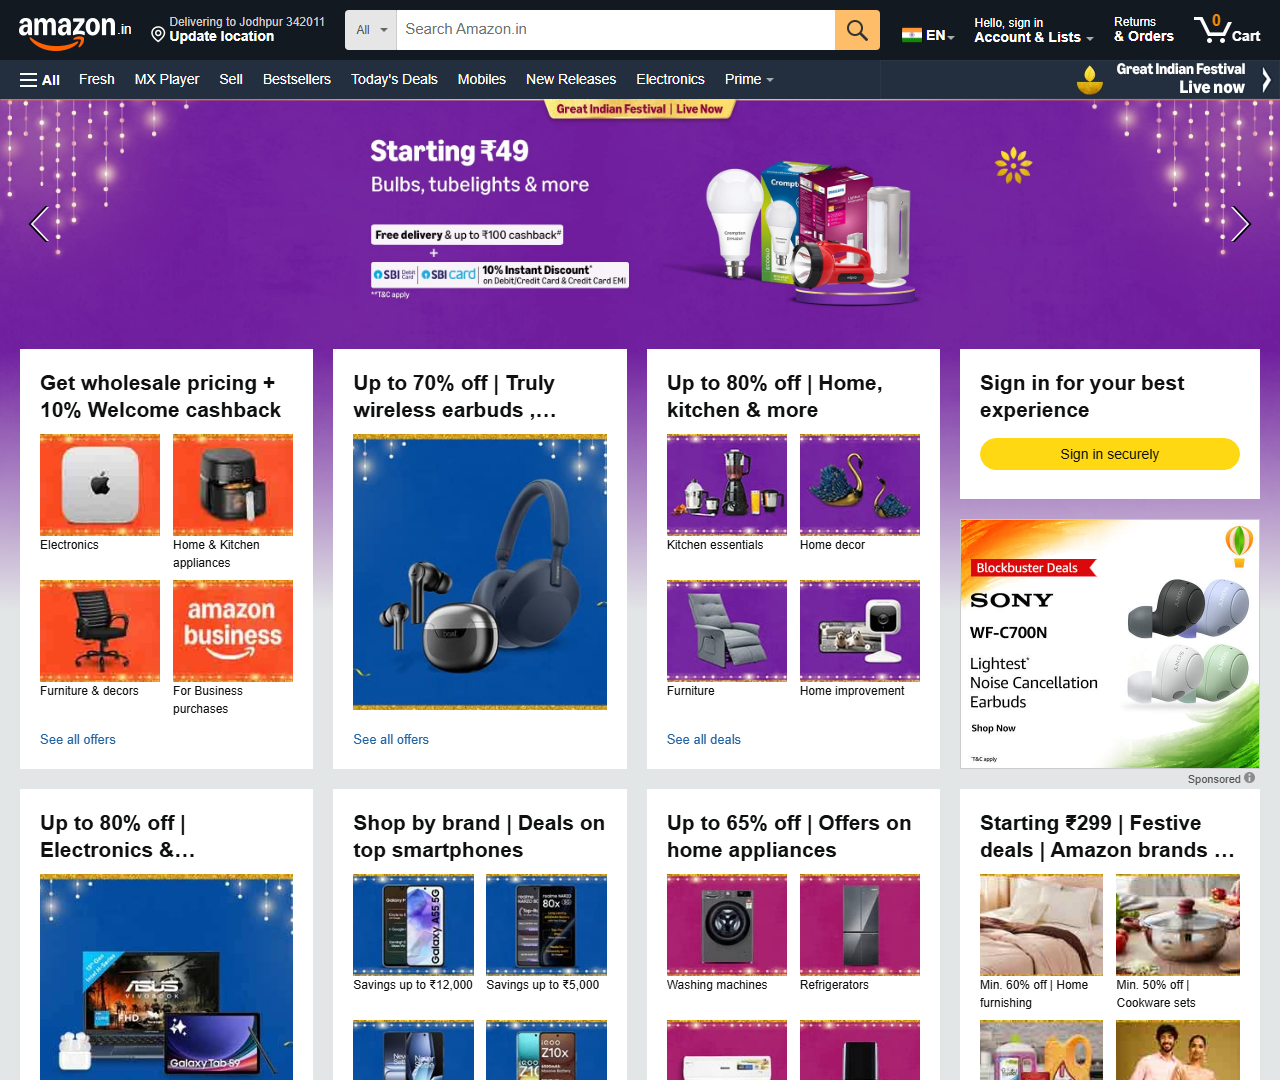 amazon.in
Delivering to Jodhpur 342011
Update location
All
Search Amazon.in
EN
Hello, sign in
Account & Lists
Returns
& Orders
0
Cart
All
Fresh
MX Player
Sell
Bestsellers
Today's Deals
Mobiles
New Releases
Electronics
Prime
Great Indian Festival
Live now
Great Indian Festival | Live Now
Starting ₹49
Bulbs, tubelights & more
Free delivery & up to ₹100 cashback#
+
SBI Debit Card | SBI card | 10% Instant Discount*
on Debit/Credit Card & Credit Card EMI
*#T&C apply
Get wholesale pricing +
10% Welcome cashback
Electronics
Home & Kitchen
appliances
amazon
business
Furniture & decors
For Business
purchases
See all offers
Up to 70% off | Truly
wireless earbuds ,…
boat
See all offers
Up to 80% off | Home,
kitchen & more
Kitchen essentials
Home decor
Furniture
Home improvement
See all deals
Sign in for your best
experience
Sign in securely
Blockbuster Deals
SONY
WF-C700N
Lightest*
Noise Cancellation
Earbuds
Shop Now
*T&C apply
Sponsored
Up to 80% off |
Electronics &…
ASUS
VIVOBOOK
FHD
Galaxy Tab S9
Shop by brand | Deals on
top smartphones
Galaxy A55 5G
80x
Savings up to ₹12,000
Savings up to ₹5,000
iQOO
Z10x
Up to 65% off | Offers on
home appliances
Washing machines
Refrigerators
Starting ₹299 | Festive
deals | Amazon brands …
Min. 60% off | Home
furnishing
Min. 50% off |
Cookware sets